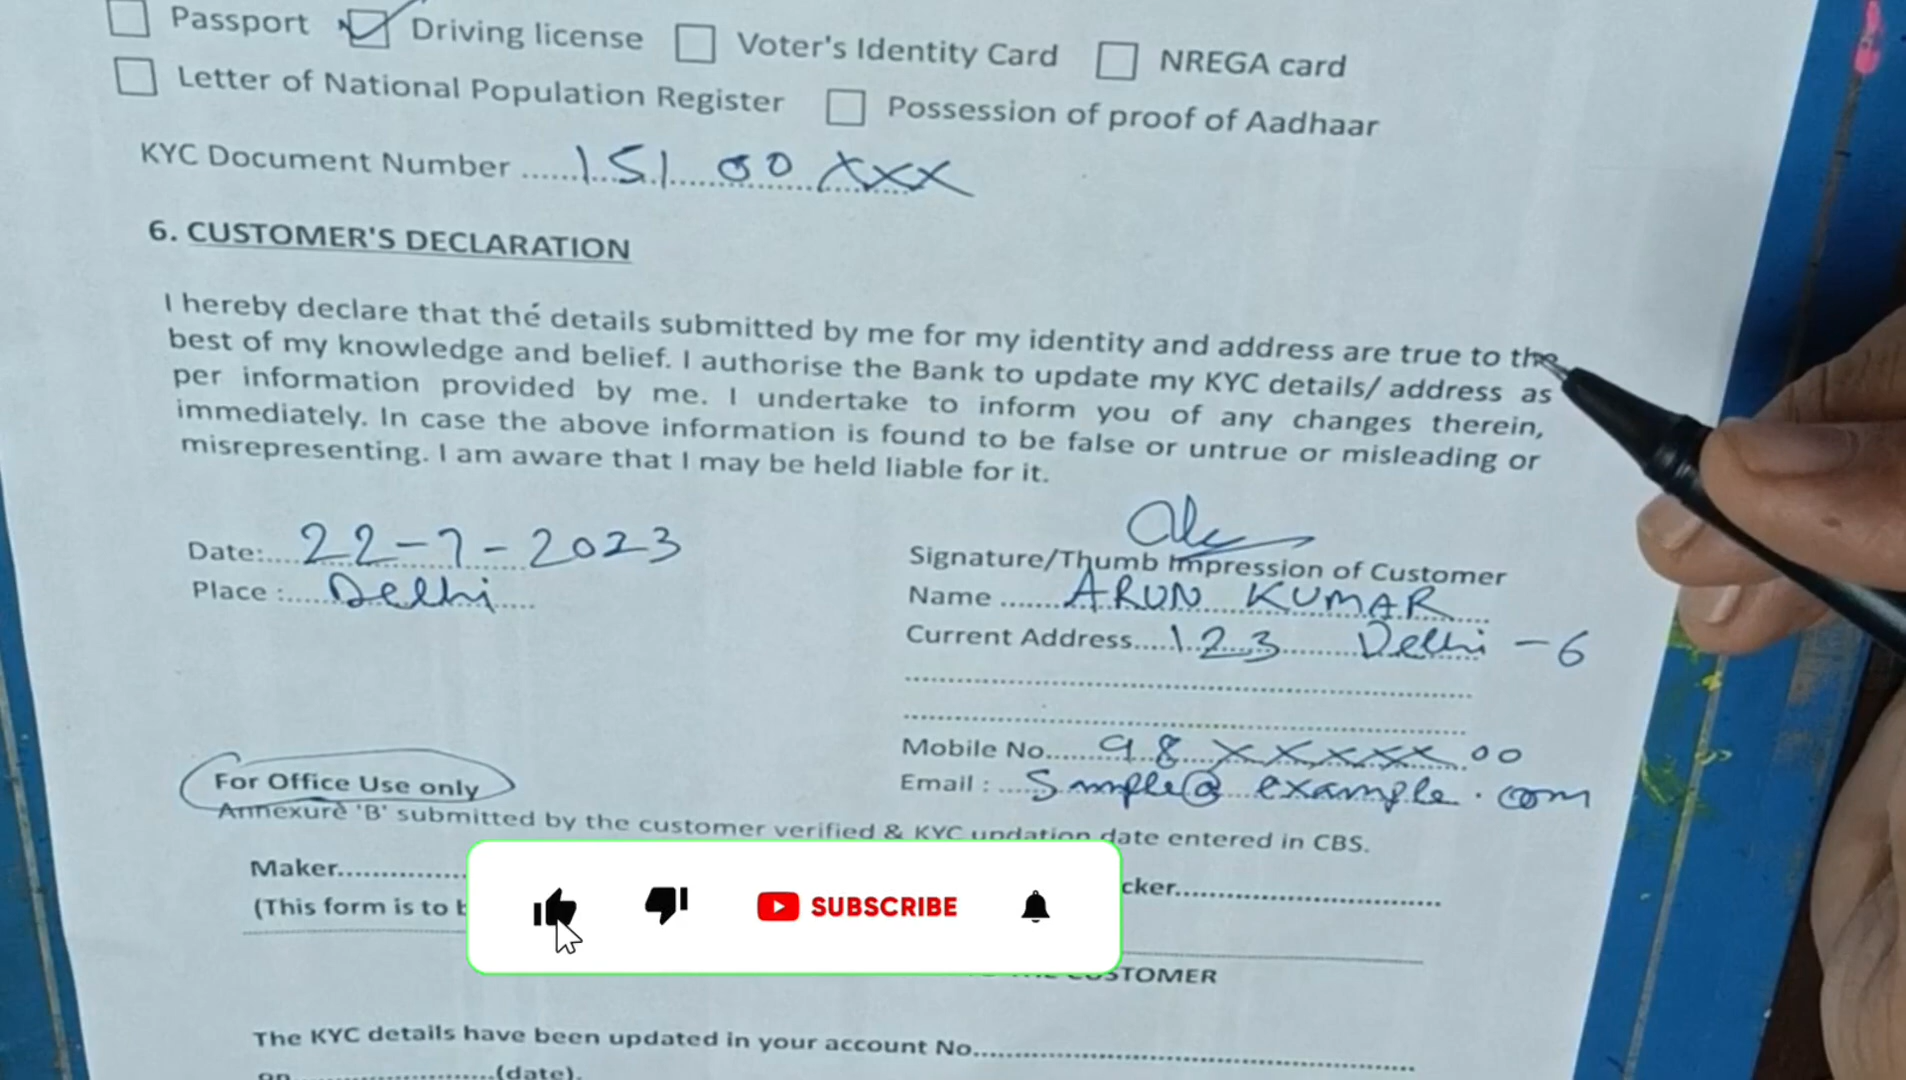 Passport Driving license Voter's Identity Card NREGA card
Letter of National Population Register Possession of proof of Aadhaar
KYC Document Number ......151 00 XXX
6. CUSTOMER'S DECLARATION
I hereby declare that the details submitted by me for my identity and address are true to the
best of my knowledge and belief. I authorise the Bank to update my KYC details/ address as
per information provided by me. I undertake to inform you of any changes therein,
immediately. In case the above information is found to be false or untrue or misleading or
misrepresenting. I am aware that I may be held liable for it.
Date:....22-7-2023
Place :....Delhi....
Signature/Thumb Impression of Customer
Name ......ARUN KUMAR....
Current Address.....123 Delhi -6
Mobile No.....98XXXXXX00
Email : ....Sample@example.com
For Office Use only
Annexure 'B' submitted by the customer verified & KYC updation date entered in CBS.
Maker.............. cker..............................
(This form is to b
SUBSCRIBE
CUSTOMER
The KYC details have been updated in your account No..................................................
on......................(date).